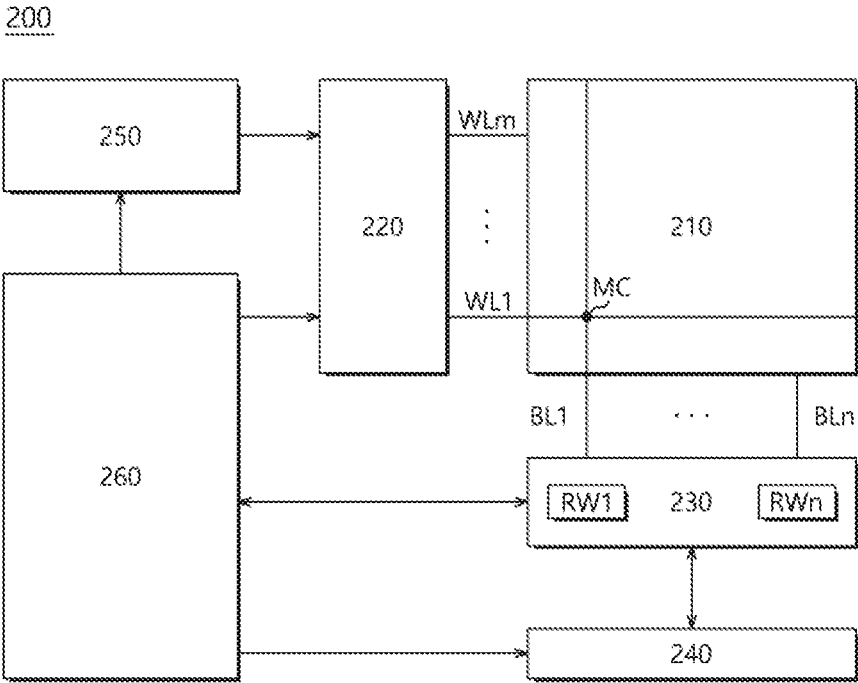 200
250
220
WLm
210
WL1
MC
BL1
. . .
BLn
260
RW1
230
RWn
240